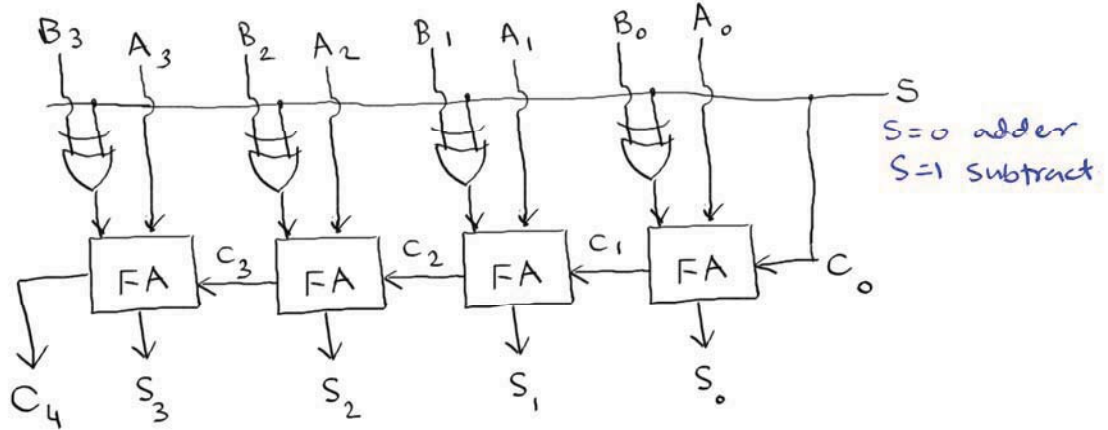 B3 A3 B2 A2 B1 A1 B0 A0
S
S=0 adder
S=1 subtract
FA C3 FA C2 FA C1 FA C0
C4 S3 S2 S1 S0